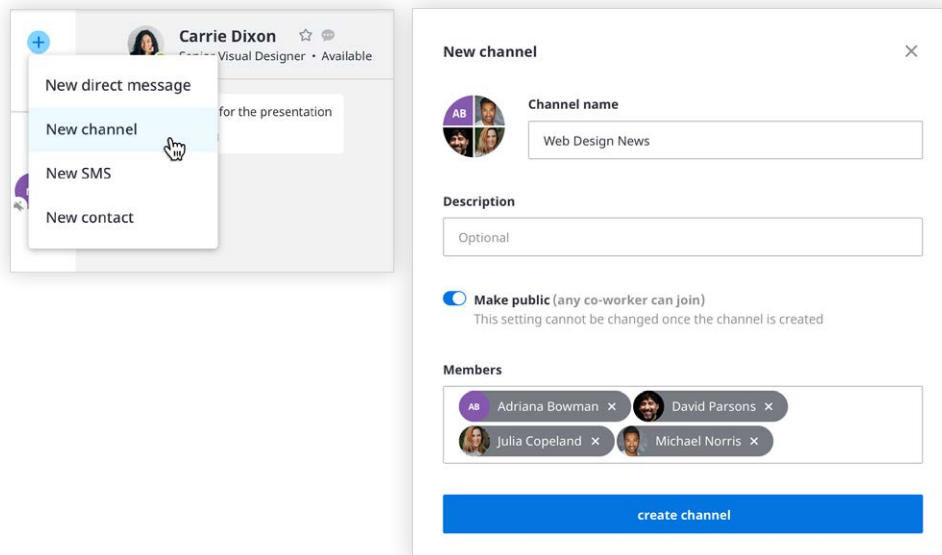 Carrie Dixon
Senior Visual Designer • Available
New direct message
for the presentation
New channel
New SMS
New contact
New channel
AB
Channel name
Web Design News
Description
Optional
Make public (any co-worker can join)
This setting cannot be changed once the channel is created
Members
AB Adriana Bowman × David Parsons ×
Julia Copeland × Michael Norris ×
create channel